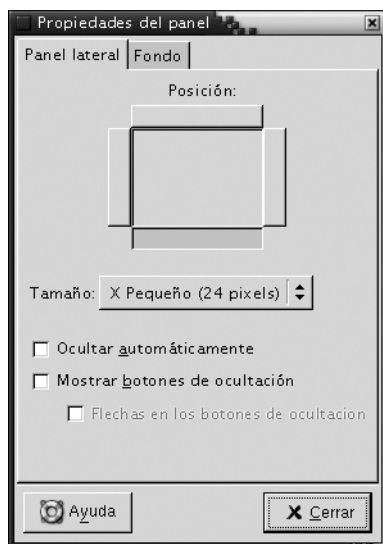 Propiedades del panel
Panel lateral Fondo
Posición:
Tamaño: X Pequeño (24 pixels)
Ocultar automáticamente
Mostrar botones de ocultación
Flechas en los botones de ocultacion
Ayuda Cerrar